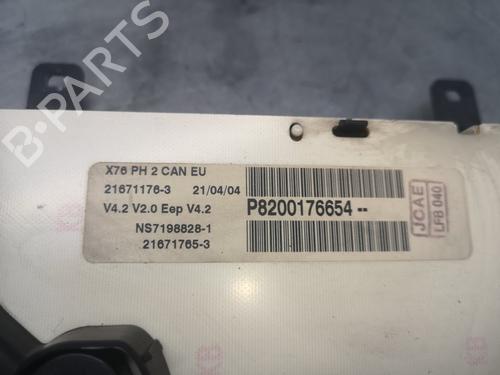 B-PARTS
X76 PH 2 CAN EU
21671176-3 21/04/04
V4.2 V2.0 Eep V4.2
P8200176654--
NS7198828-1
21671765-3
JCAE
LFB 040
KB